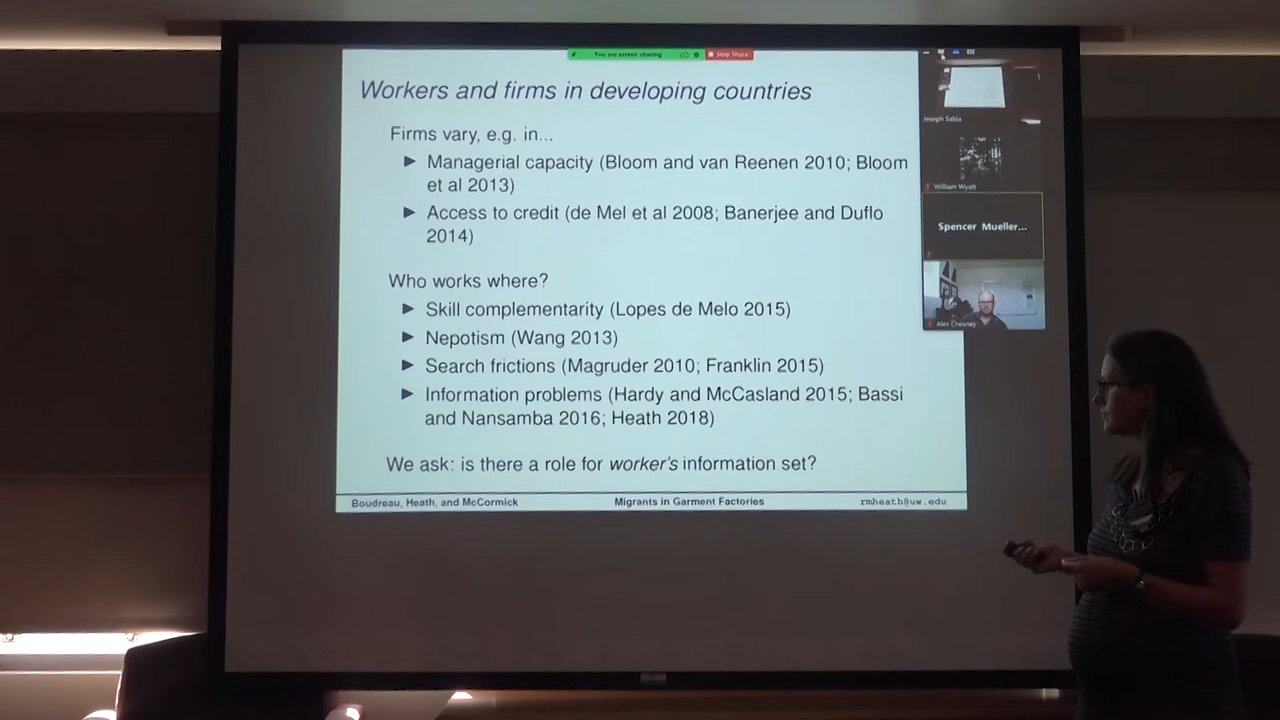 You are screen sharing
Stop Share
Workers and firms in developing countries
Firms vary, e.g. in...
Managerial capacity (Bloom and van Reenen 2010; Bloom
et al 2013)
Access to credit (de Mel et al 2008; Banerjee and Duflo
2014)
Who works where?
Skill complementarity (Lopes de Melo 2015)
Nepotism (Wang 2013)
Search frictions (Magruder 2010; Franklin 2015)
Information problems (Hardy and McCasland 2015; Bassi
and Nansamba 2016; Heath 2018)
We ask: is there a role for worker's information set?
Boudreau, Heath, and McCormick
Migrants in Garment Factories
rmheath@uw.edu
Joseph Sabia
William Wyatt
Spencer Mueller...
Alex Chesney